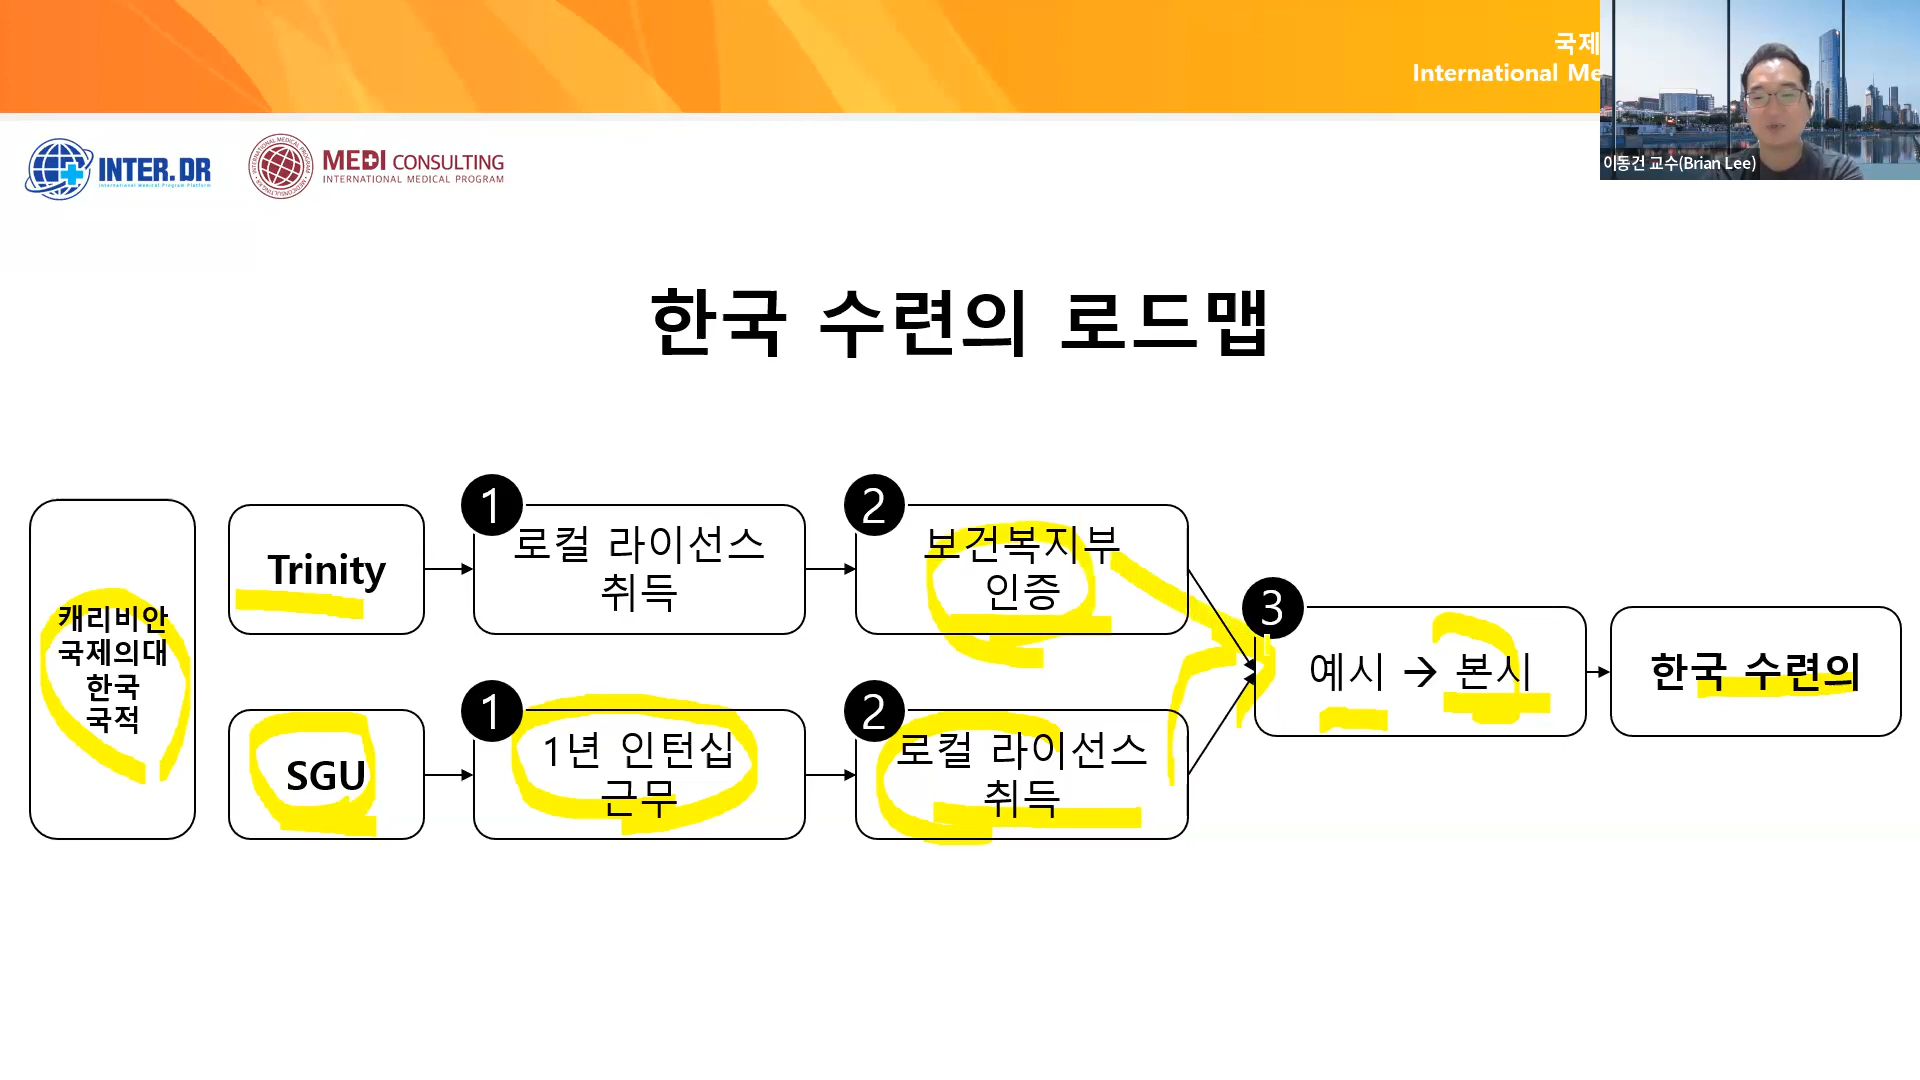 국제
International Me
이동건 교수(Brian Lee)
INTER.DR
International Medical Program Platform
MEDI CONSULTING
INTERNATIONAL MEDICAL PROGRAM
한국 수련의 로드맵
캐리비안
국제의대
한국
국적
Trinity
1
로컬 라이선스
취득
2
보건복지부
인증
SGU
1
1년 인턴십
근무
2
로컬 라이선스
취득
3
예시 → 본시
한국 수련의